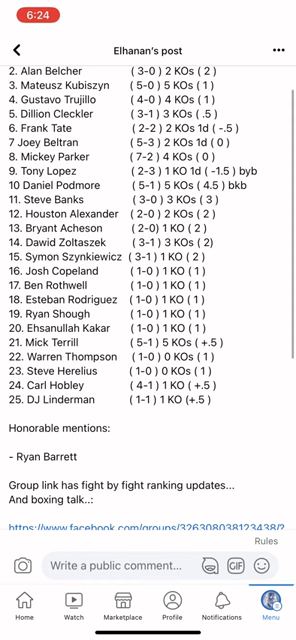 6:24
Elhanan's post
2. Alan Belcher ( 3-0 ) 2 KOs ( 2 )
3. Mateusz Kubiszyn ( 5-0 ) 5 KOs ( 1 )
4. Gustavo Trujillo ( 4-0 ) 4 KOs ( 1 )
5. Dillion Cleckler ( 3-1 ) 3 KOs ( .5 )
6. Frank Tate ( 2-2 ) 2 KOs 1d ( -.5 )
7 Joey Beltran ( 5-3 ) 2 KOs 1d ( 0 )
8. Mickey Parker ( 7-2 ) 4 KOs ( 0 )
9. Tony Lopez ( 2-3 ) 1 KO 1d ( -1.5 ) byb
10 Daniel Podmore ( 5-1 ) 5 KOs ( 4.5 ) bkb
11. Steve Banks ( 3-0 ) 3 KOs ( 3 )
12. Houston Alexander ( 2-0 ) 2 KOs ( 2 )
13. Bryant Acheson ( 2-0) 1 KO ( 2 )
14. Dawid Zoltaszek ( 3-1 ) 3 KOs ( 2)
15. Symon Szynkiewicz ( 3-1 ) 1 KO ( 2 )
16. Josh Copeland ( 1-0 ) 1 KO ( 1 )
17. Ben Rothwell ( 1-0 ) 1 KO ( 1 )
18. Esteban Rodriguez ( 1-0 ) 1 KO ( 1 )
19. Ryan Shough ( 1-0 ) 1 KO ( 1 )
20. Ehsanullah Kakar ( 1-0 ) 1 KO ( 1 )
21. Mick Terrill ( 5-1 ) 5 KOs ( +.5 )
22. Warren Thompson ( 1-0 ) 0 KOs ( 1 )
23. Steve Herelius ( 1-0 ) 0 KOs ( 1 )
24. Carl Hobley ( 4-1 ) 1 KO ( +.5 )
25. DJ Linderman ( 1-1 ) 1 KO (+.5 )
Honorable mentions:
- Ryan Barrett
Group link has fight by fight ranking updates...
And boxing talk..:
https://www.facebook.com/groups/326308038123438/?
Rules
Write a public comment...
GIF
Home Watch Marketplace Profile Notifications Menu